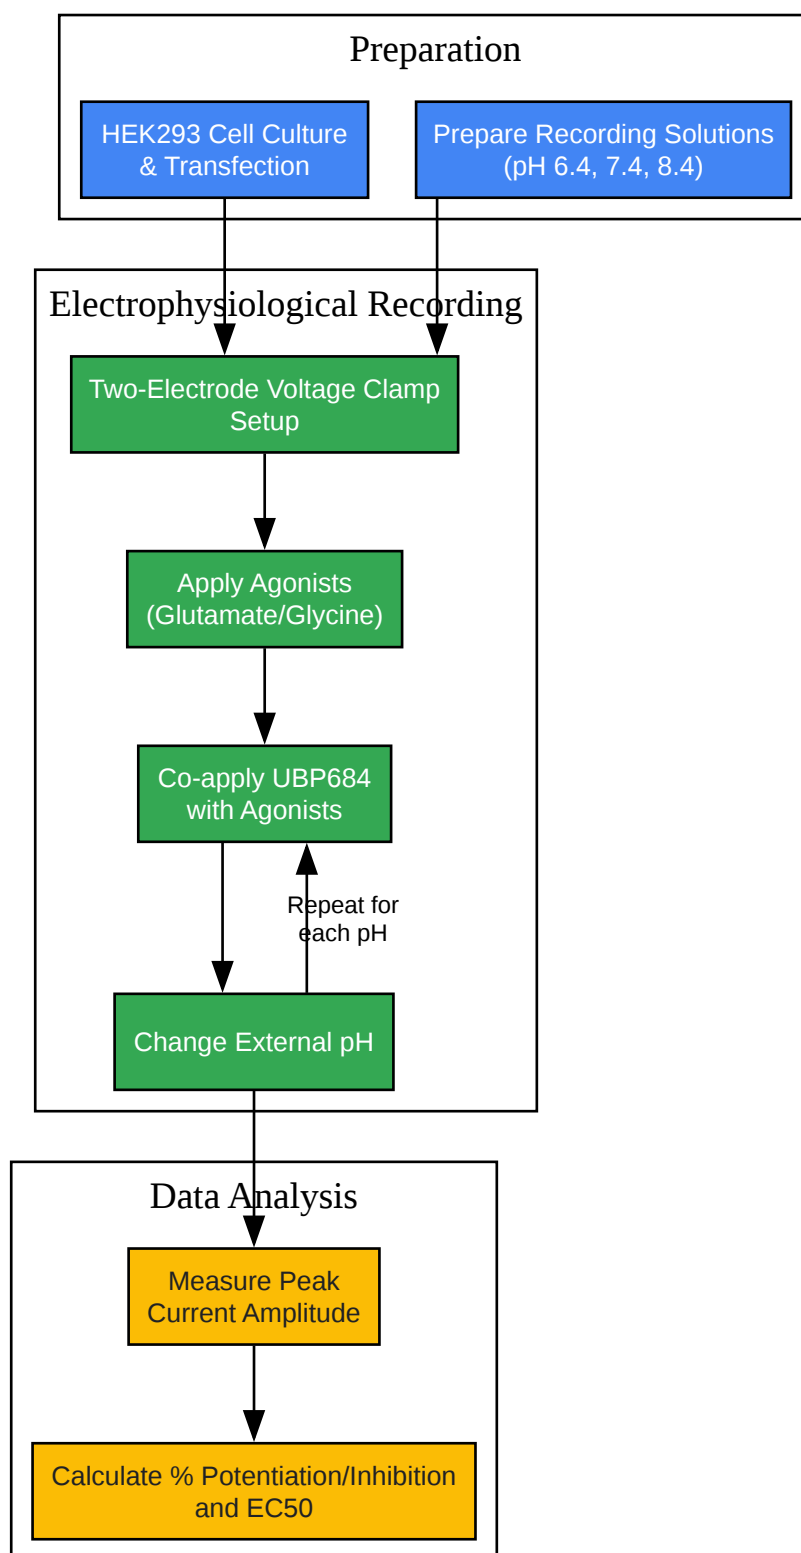 Preparation
HEK293 Cell Culture
& Transfection
Prepare Recording Solutions
(pH 6.4, 7.4, 8.4)
Electrophysiological Recording
Two-Electrode Voltage Clamp
Setup
Apply Agonists
(Glutamate/Glycine)
Co-apply UBP684
with Agonists
Repeat for
each pH
Change External pH
Data Analysis
Measure Peak
Current Amplitude
Calculate % Potentiation/Inhibition
and EC50